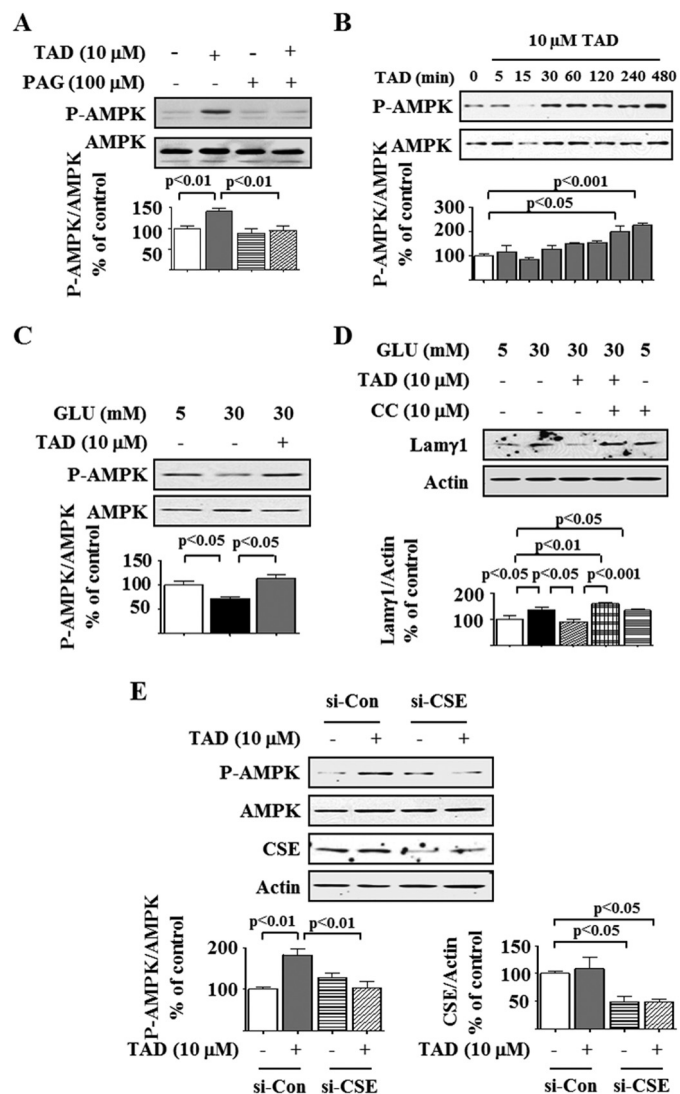 A
TAD (10 µM) - + - +
PAG (100 µM) - - + +
P-AMPK
AMPK
P-AMPK/AMPK
% of control
p<0.01 p<0.01
150
100
50
B
10 µM TAD
TAD (min) 0 5 15 30 60 120 240 480
P-AMPK
AMPK
P-AMPK/AMPK
% of control
p<0.001
p<0.05
300
200
100
C
GLU (mM) 5 30 30
TAD (10 µM) - - +
P-AMPK
AMPK
P-AMPK/AMPK
% of control
p<0.05 p<0.05
150
100
50
D
GLU (mM) 5 30 30 30 5
TAD (10 µM) - - + + -
CC (10 µM) - - - + +
Lamγ1
Actin
Lamγ1/Actin
% of control
p<0.05
p<0.01
p<0.05 p<0.05 p<0.001
200
100
E
si-Con si-CSE
TAD (10 µM) - + - +
P-AMPK
AMPK
CSE
Actin
P-AMPK/AMPK
% of control
p<0.01 p<0.01
200
100
TAD (10 µM) - + - +
si-Con si-CSE
CSE/Actin
% of control
p<0.05
p<0.05
150
100
50
TAD (10 µM) - + - +
si-Con si-CSE